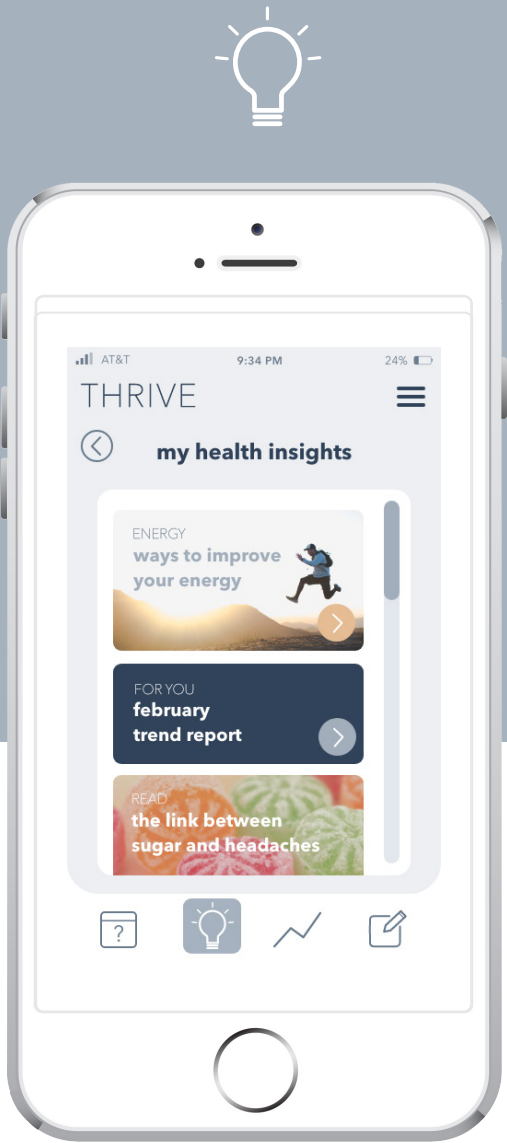 AT&T 9:34 PM 24%
THRIVE
my health insights
ENERGY
ways to improve
your energy
FOR YOU
february
trend report
READ
the link between
sugar and headaches
?